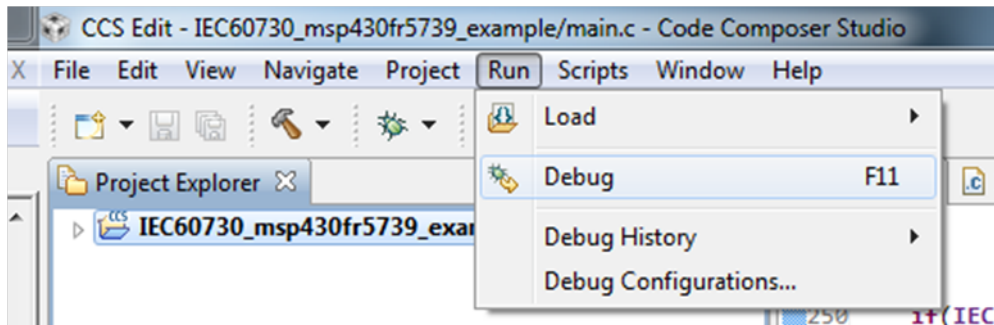 CCS Edit - IEC60730_msp430fr5739_example/main.c - Code Composer Studio
X File Edit View Navigate Project Run Scripts Window Help
Load
Project Explorer
Debug F11
.c
CCS
IEC60730_msp430fr5739_exar
Debug History
Debug Configurations...
250 if(IEC